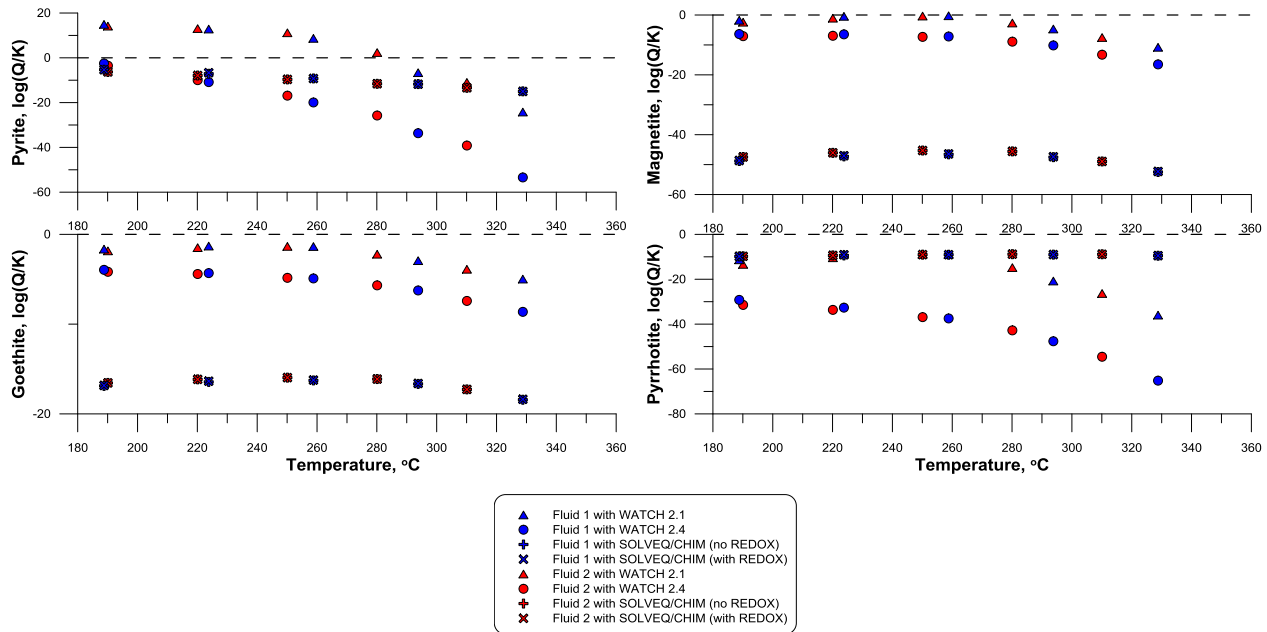 20
0
-20
-40
-60
Pyrite, log(Q/K)
180 200 220 240 260 280 300 320 340 360
0
-20
-40
-60
Magnetite, log(Q/K)
180 200 220 240 260 280 300 320 340 360
0
-20
Goethite, log(Q/K)
180 200 220 240 260 280 300 320 340 360
Temperature, °C
0
-20
-40
-60
-80
Pyrrhotite, log(Q/K)
180 200 220 240 260 280 300 320 340 360
Temperature, °C
Fluid 1 with WATCH 2.1
Fluid 1 with WATCH 2.4
Fluid 1 with SOLVEQ/CHIM (no REDOX)
Fluid 1 with SOLVEQ/CHIM (with REDOX)
Fluid 2 with WATCH 2.1
Fluid 2 with WATCH 2.4
Fluid 2 with SOLVEQ/CHIM (no REDOX)
Fluid 2 with SOLVEQ/CHIM (with REDOX)